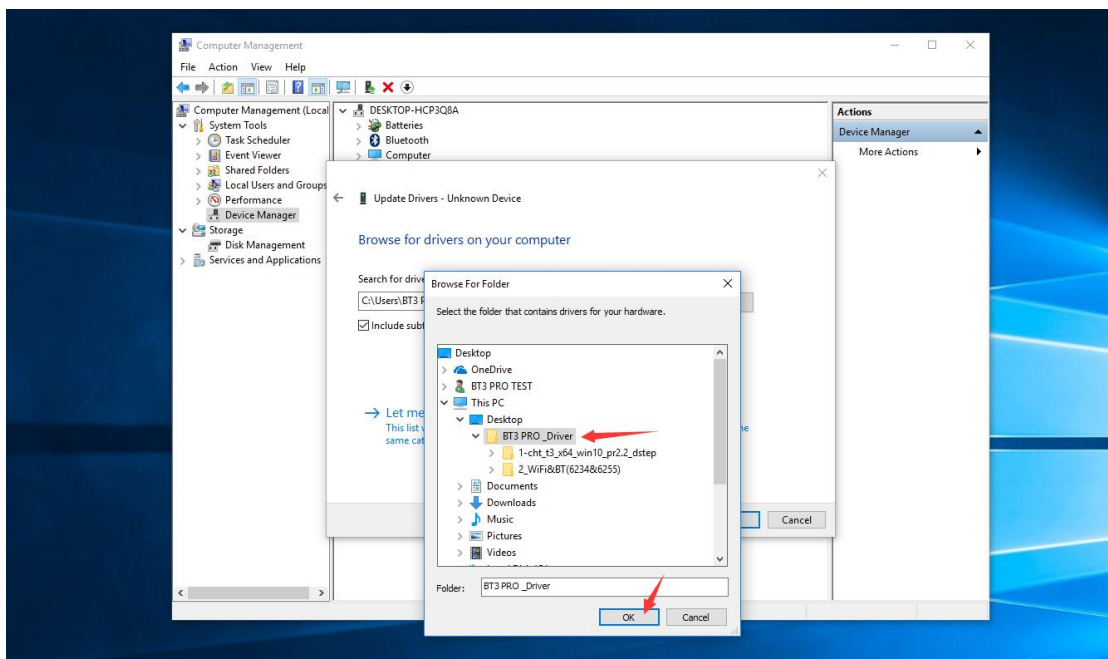 Computer Management
File Action View Help
Computer Management (Local
System Tools
Task Scheduler
Event Viewer
Shared Folders
Local Users and Groups
Performance
Device Manager
Storage
Disk Management
Services and Applications
DESKTOP-HCP3Q8A
Batteries
Bluetooth
Computer
Actions
Device Manager
More Actions
Update Drivers - Unknown Device
Browse for drivers on your computer
Search for drive
C:\Users\BT3 P
Include subf
Let me
This list
same cat
ne
Cancel
Browse For Folder
Select the folder that contains drivers for your hardware.
Desktop
OneDrive
BT3 PRO TEST
This PC
Desktop
BT3 PRO _Driver
1-cht_t3_x64_win10_pr2.2_dstep
2_WiFi&BT(6234&6255)
Documents
Downloads
Music
Pictures
Videos
Folder: BT3 PRO _Driver
OK Cancel